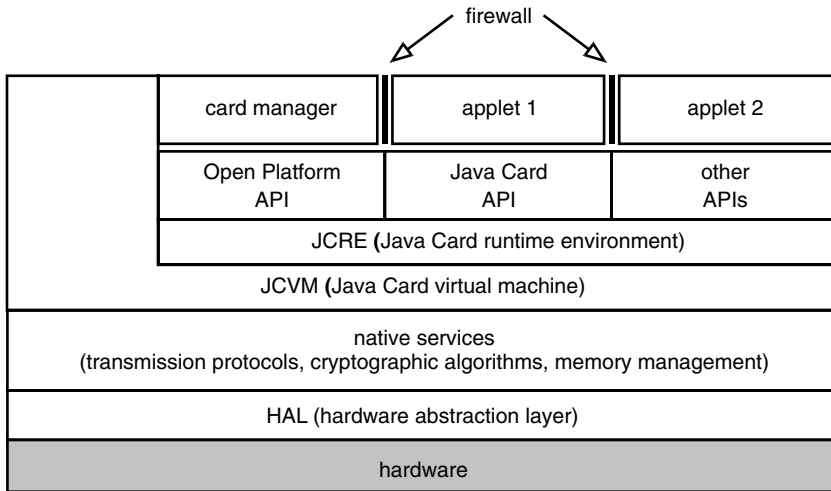 firewall
card manager
applet 1
applet 2
Open Platform
API
Java Card
API
other
APIs
JCRE (Java Card runtime environment)
JCVM (Java Card virtual machine)
native services
(transmission protocols, cryptographic algorithms, memory management)
HAL (hardware abstraction layer)
hardware